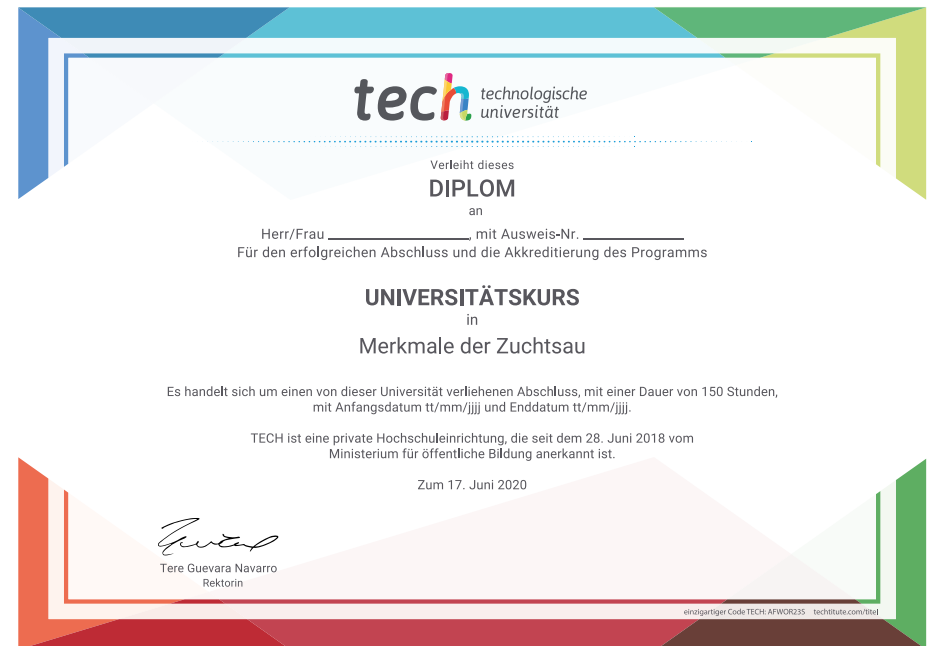 tech technologische
universität
Verleiht dieses
DIPLOM
an
Herr/Frau ____________________, mit Ausweis-Nr. ______________
Für den erfolgreichen Abschluss und die Akkreditierung des Programms
UNIVERSITÄTSKURS
in
Merkmale der Zuchtsau
Es handelt sich um einen von dieser Universität verliehenen Abschluss, mit einer Dauer von 150 Stunden,
mit Anfangsdatum tt/mm/jjjj und Enddatum tt/mm/jjjj.
TECH ist eine private Hochschuleinrichtung, die seit dem 28. Juni 2018 vom
Ministerium für öffentliche Bildung anerkannt ist.
Zum 17. Juni 2020
Tere Guevara Navarro
Rektorin
einzigartiger Code TECH: AFWOR23S techtitute.com/titel